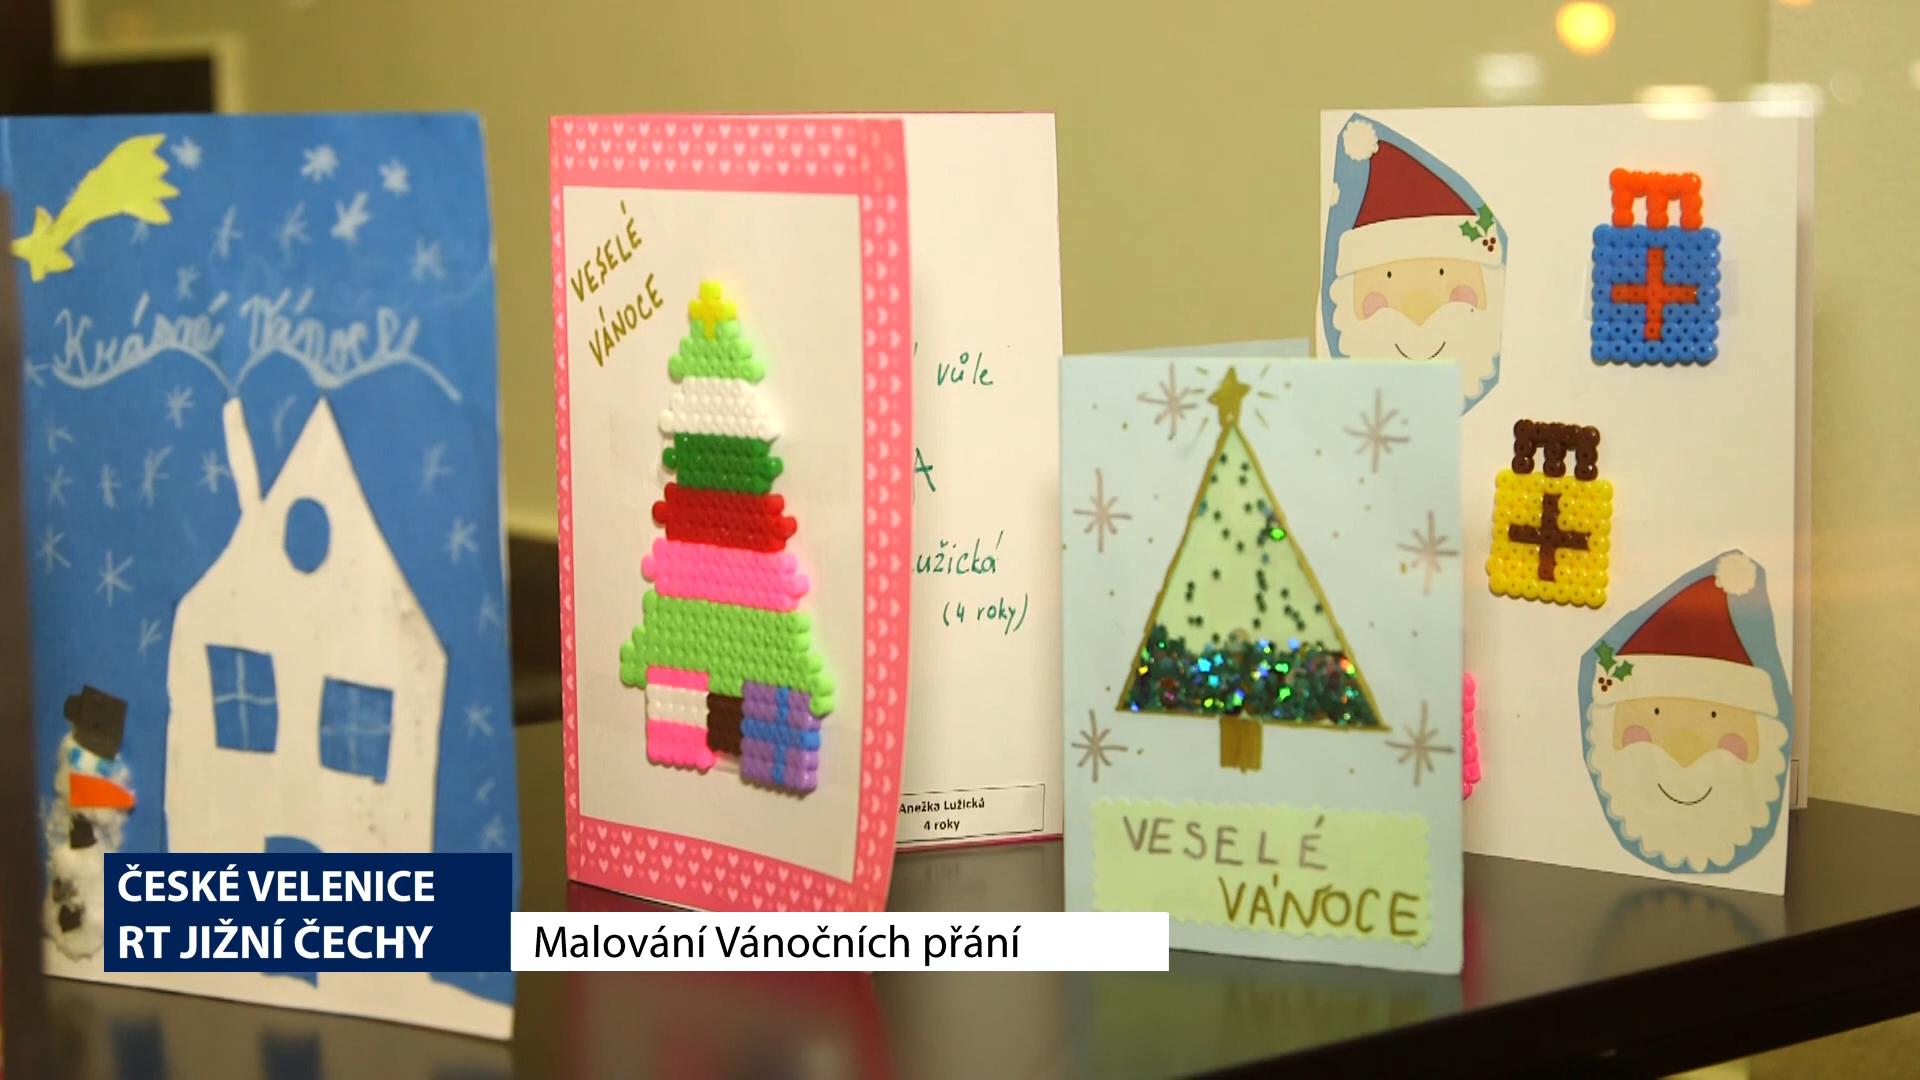 Krásné Vánoce
VESELÉ
VÁNOCE
vůle
A
užická
(4 roky)
Anežka Lužická
4 roky
VESELÉ
VÁNOCE
ČESKÉ VELENICE
RT JIŽNÍ ČECHY
Malování Vánočních přání